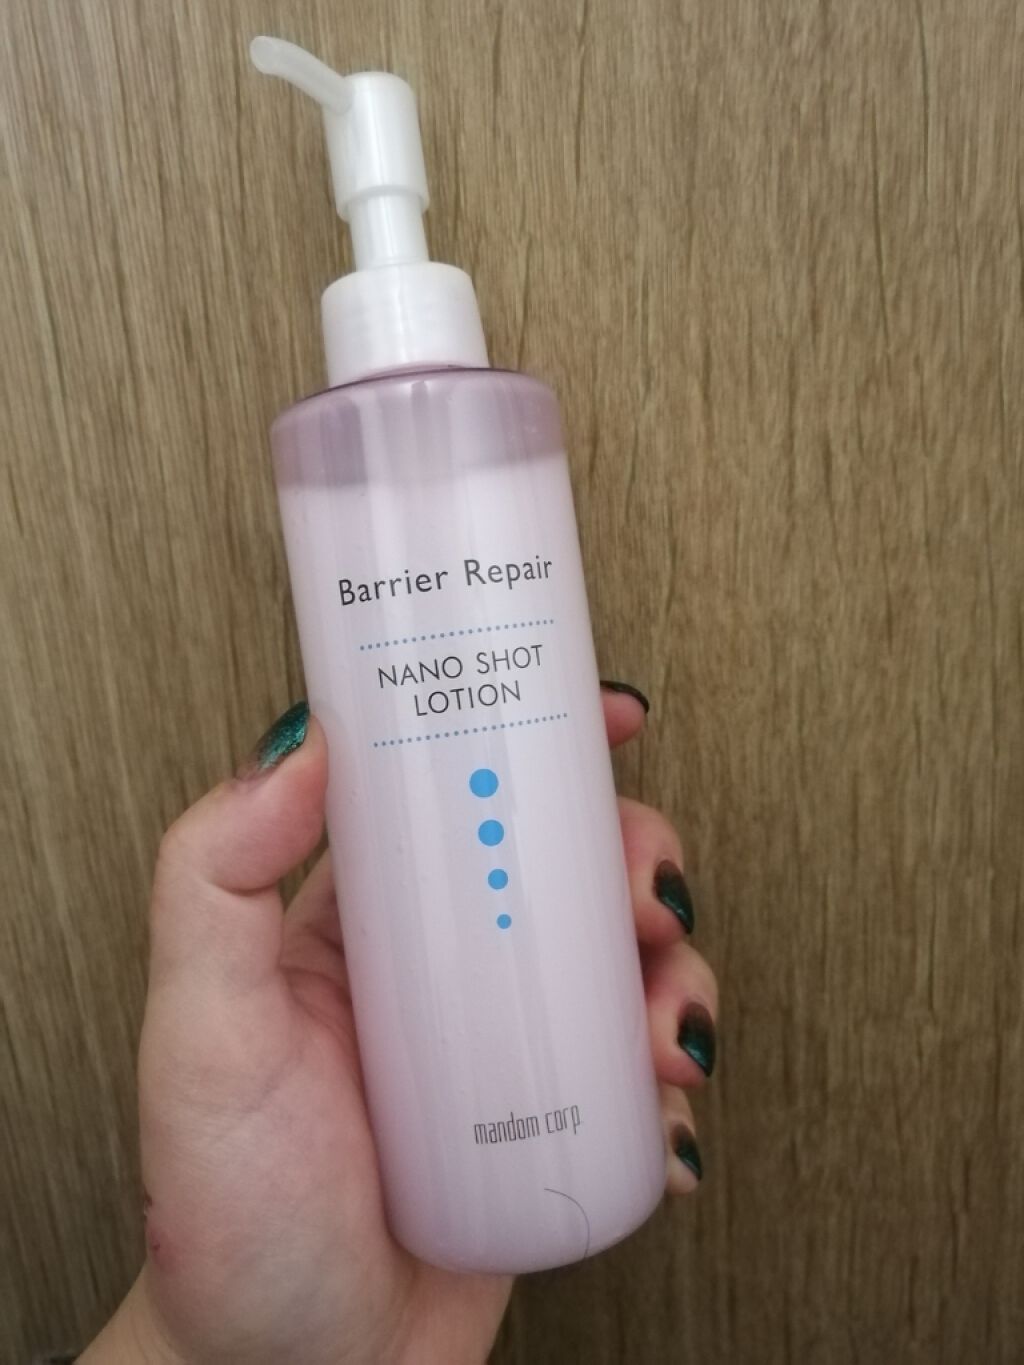 Barrier Repair
NANO SHOT
LOTION
mandom corp